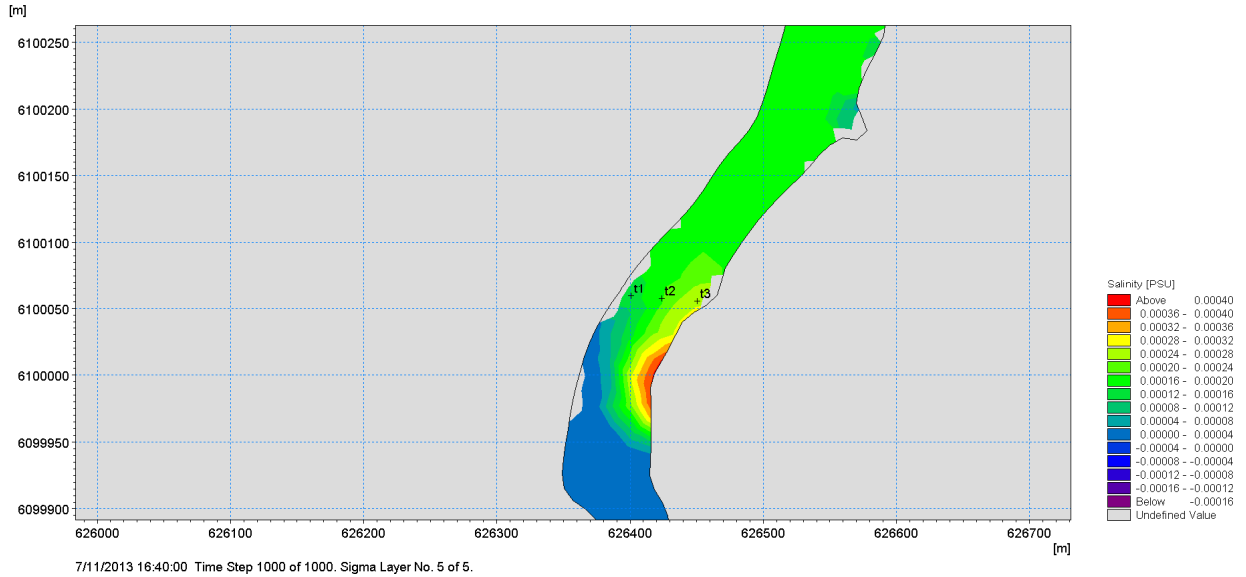 [m]
6100250
6100200
6100150
6100100
6100050
6100000
6099950
6099900
t1 t2 t3
626000 626100 626200 626300 626400 626500 626600 626700
[m]
7/11/2013 16:40:00 Time Step 1000 of 1000. Sigma Layer No. 5 of 5.
Salinity [PSU]
Above 0.00040
0.00036 - 0.00040
0.00032 - 0.00036
0.00028 - 0.00032
0.00024 - 0.00028
0.00020 - 0.00024
0.00016 - 0.00020
0.00012 - 0.00016
0.00008 - 0.00012
0.00004 - 0.00008
0.00000 - 0.00004
-0.00004 - 0.00000
-0.00008 - -0.00004
-0.00012 - -0.00008
-0.00016 - -0.00012
Below -0.00016
Undefined Value